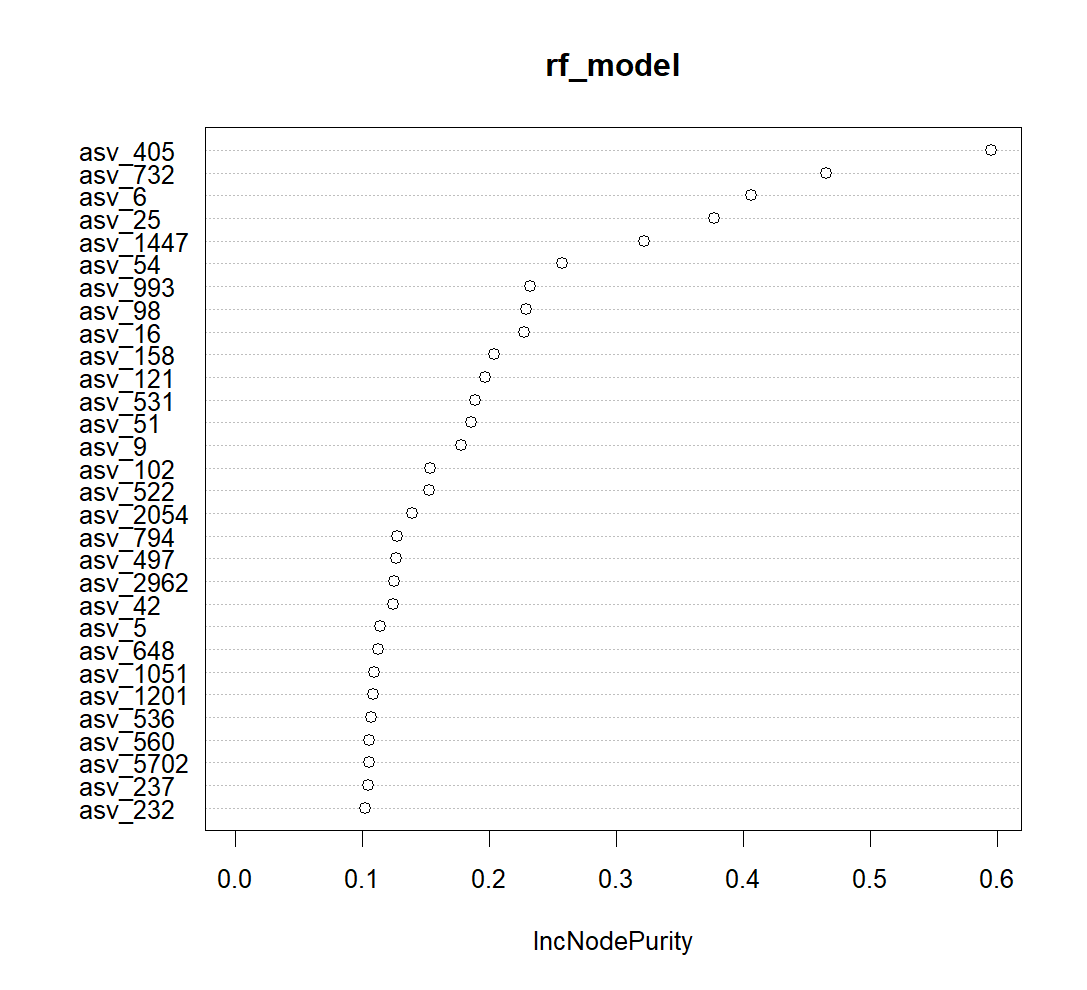 rf_model
asv_405
asv_732
asv_6
asv_25
asv_1447
asv_54
asv_993
asv_98
asv_16
asv_158
asv_121
asv_531
asv_51
asv_9
asv_102
asv_522
asv_2054
asv_794
asv_497
asv_2962
asv_42
asv_5
asv_648
asv_1051
asv_1201
asv_536
asv_560
asv_5702
asv_237
asv_232
0.0 0.1 0.2 0.3 0.4 0.5 0.6
IncNodePurity